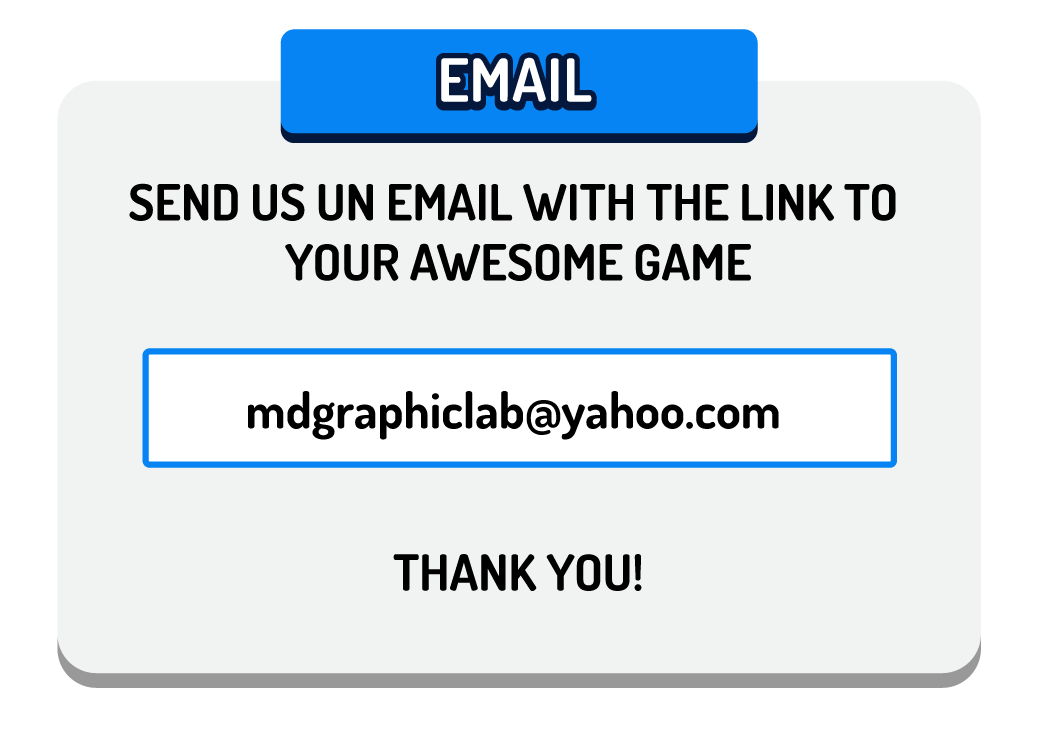 EMAIL
SEND US UN EMAIL WITH THE LINK TO
YOUR AWESOME GAME
mdgraphiclab@yahoo.com
THANK YOU!